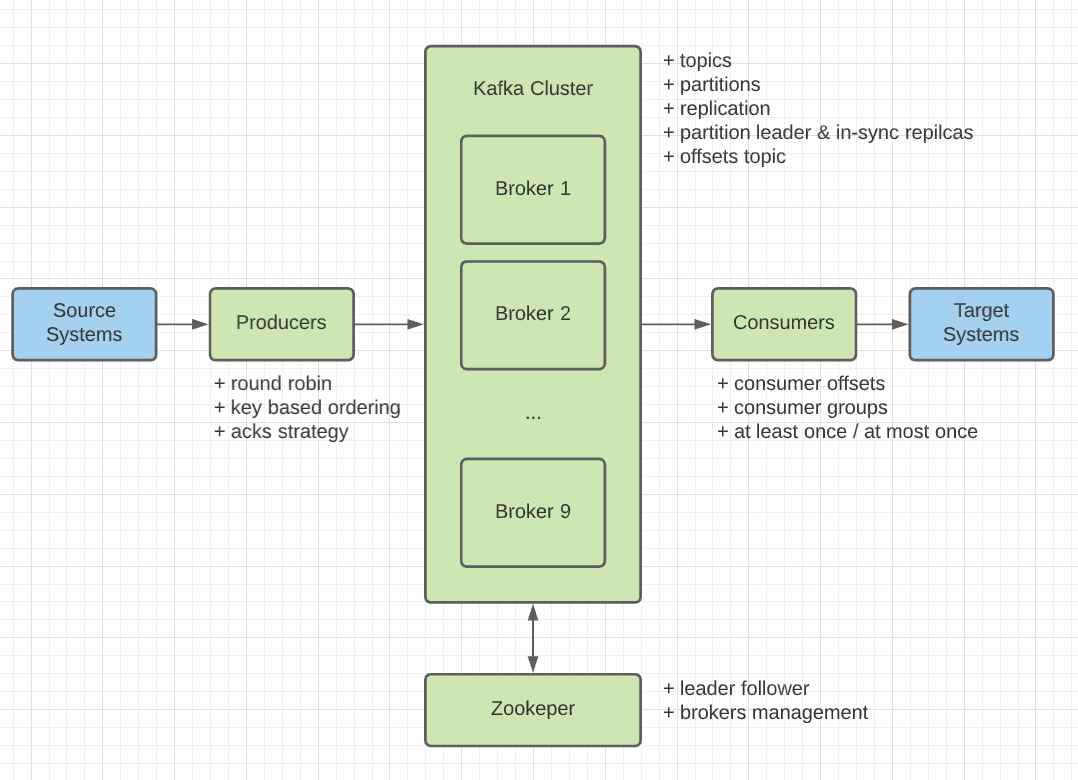 Kafka Cluster
Broker 1
Broker 2
...
Broker 9
+ topics
+ partitions
+ replication
+ partition leader & in-sync repilcas
+ offsets topic
Source
Systems
Producers
+ round robin
+ key based ordering
+ acks strategy
Consumers
+ consumer offsets
+ consumer groups
+ at least once / at most once
Target
Systems
Zookeper
+ leader follower
+ brokers management